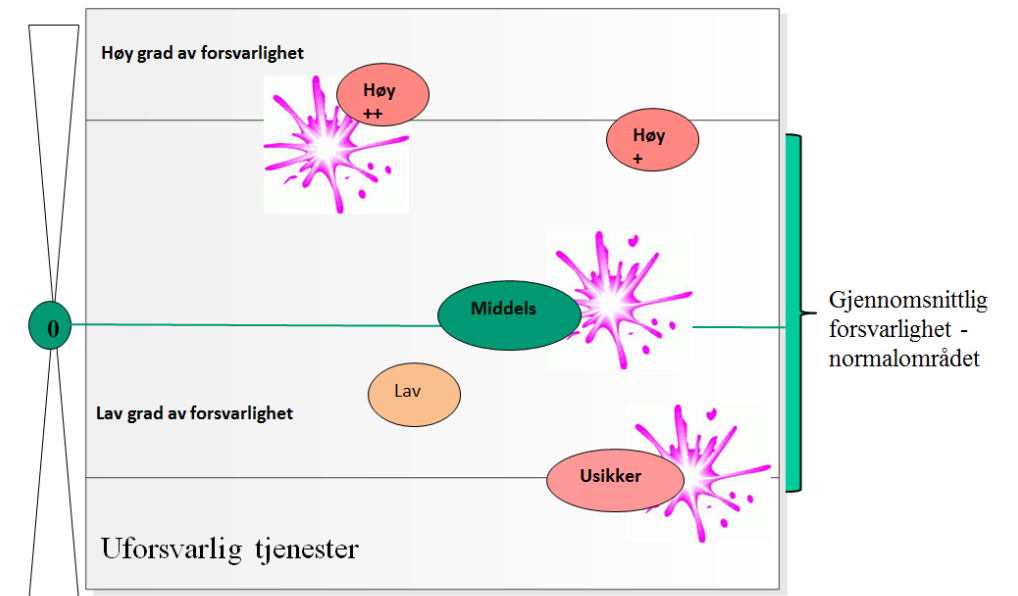 Høy grad av forsvarlighet
Høy
++
Høy
+
Middels
0
Gjennomsnittlig
forsvarlighet -
normalområdet
Lav
Lav grad av forsvarlighet
Usikker
Uforsvarlig tjenester